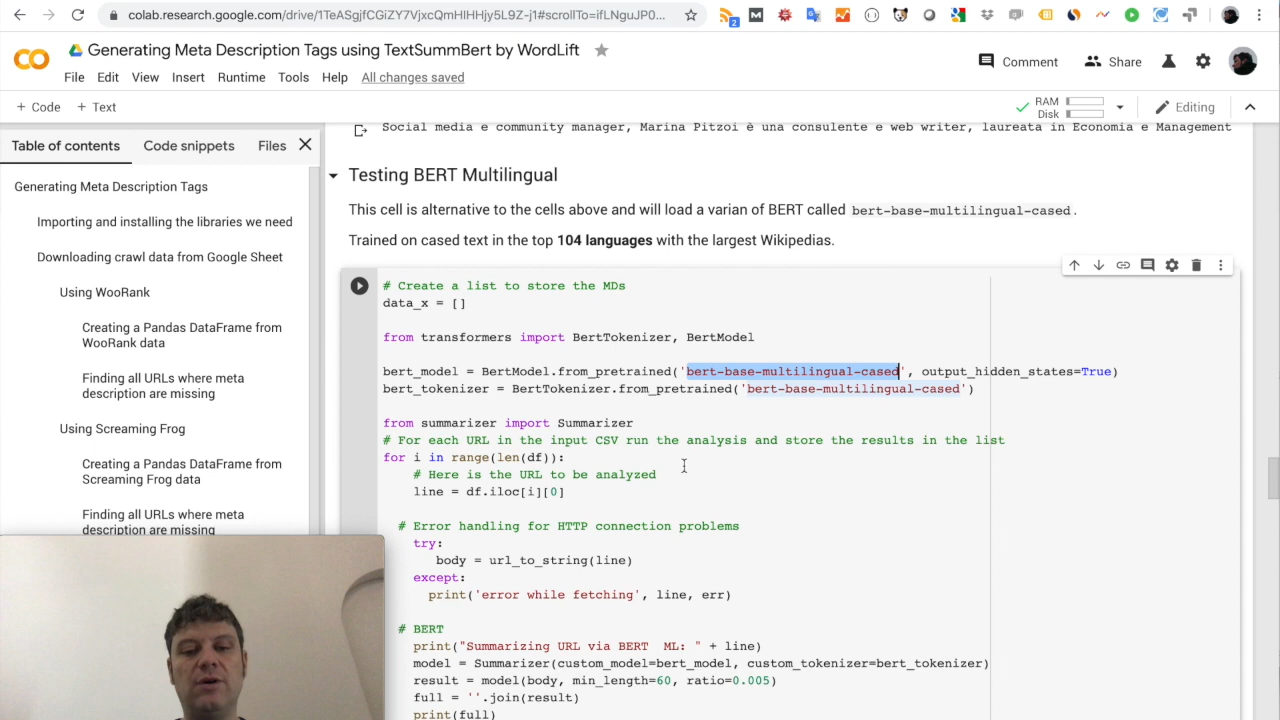 colab.research.google.com/drive/1TeASgjfCGiZY7VjxcQmHIHHjy5L9Z-j1#scrollTo=ifLNguJP0...
2
CO
Generating Meta Description Tags using TextSummBert by WordLift
Comment
Share
File Edit View Insert Runtime Tools Help All changes saved
+ Code + Text
RAM
Disk
Editing
Table of contents Code snippets Files
Generating Meta Description Tags
Importing and installing the libraries we need
Downloading crawl data from Google Sheet
Using WooRank
Creating a Pandas DataFrame from
WooRank data
Finding all URLs where meta
description are missing
Using Screaming Frog
Creating a Pandas DataFrame from
Screaming Frog data
Finding all URLs where meta
description are missing
Social media e community manager, Marina Pitzoi è una consulente e web writer, laureata in Economia e Management
Testing BERT Multilingual
This cell is alternative to the cells above and will load a varian of BERT called bert-base-multilingual-cased.
Trained on cased text in the top 104 languages with the largest Wikipedias.
# Create a list to store the MDs
data_x = []
from transformers import BertTokenizer, BertModel
bert_model = BertModel.from_pretrained('bert-base-multilingual-cased', output_hidden_states=True)
bert_tokenizer = BertTokenizer.from_pretrained('bert-base-multilingual-cased')
from summarizer import Summarizer
# For each URL in the input CSV run the analysis and store the results in the list
for i in range(len(df)):
# Here is the URL to be analyzed
line = df.iloc[i][0]
# Error handling for HTTP connection problems
try:
body = url_to_string(line)
except:
print('error while fetching', line, err)
# BERT
print("Summarizing URL via BERT ML: " + line)
model = Summarizer(custom_model=bert_model, custom_tokenizer=bert_tokenizer)
result = model(body, min_length=60, ratio=0.005)
full = ''.join(result)
print(full)